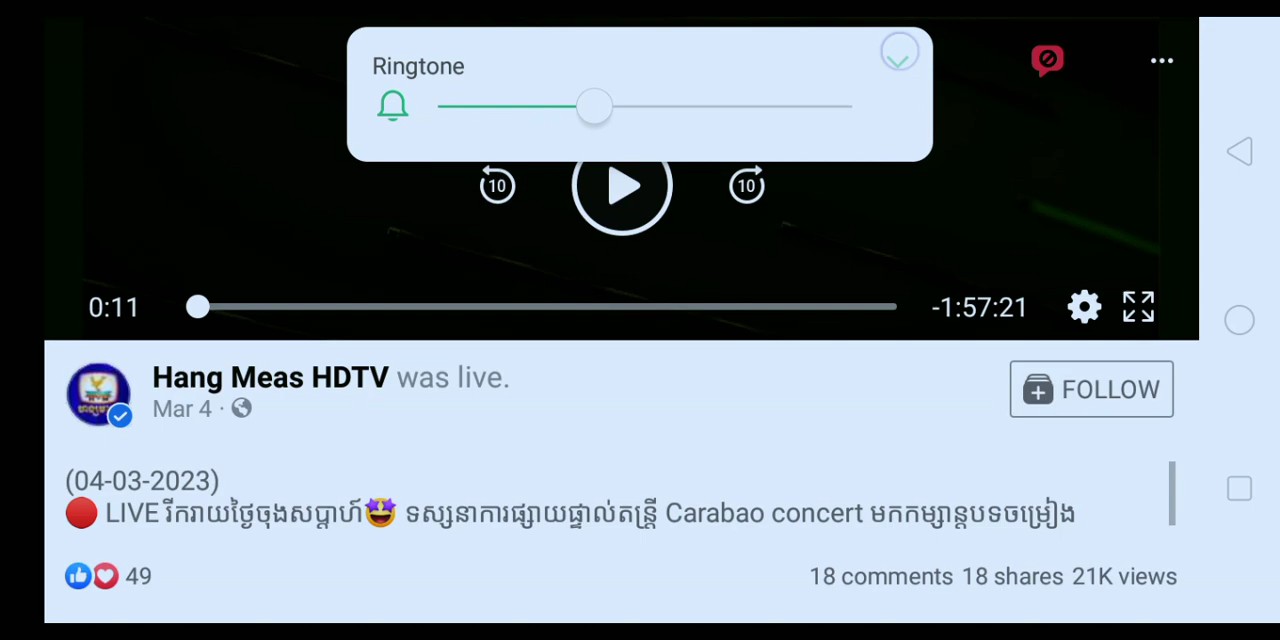 Ringtone
10
10
0:11
-1:57:21
Hang Meas HDTV was live.
FOLLOW
Mar 4 ·
(04-03-2023)
🔴 LIVE រីករាយថ្ងៃចុងសប្ដាហ៍🤩 ទស្សនាការផ្សាយផ្ទាល់តន្ត្រី Carabao concert មកកម្សាន្តបទចម្រៀង
49
18 comments 18 shares 21K views